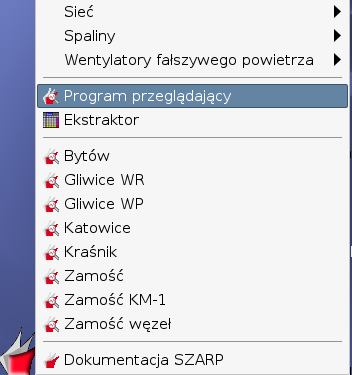 Sieć
Spaliny
Wentylatory fałszywego powietrza
Program przeglądający
Ekstraktor
Bytów
Gliwice WR
Gliwice WP
Katowice
Kraśnik
Zamość
Zamość KM-1
Zamość węzeł
Dokumentacja SZARP